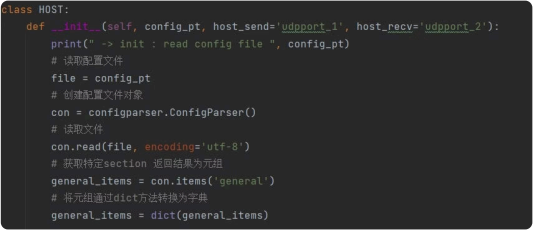 class HOST:
def __init__(self, config_pt, host_send='udpport_1', host_recv='udpport_2'):
print(" -> init : read config file ", config_pt)
# 读取配置文件
file = config_pt
# 创建配置文件对象
con = configparser.ConfigParser()
# 读取文件
con.read(file, encoding='utf-8')
# 获取特定section 返回结果为元组
general_items = con.items('general')
# 将元组通过dict方法转换为字典
general_items = dict(general_items)